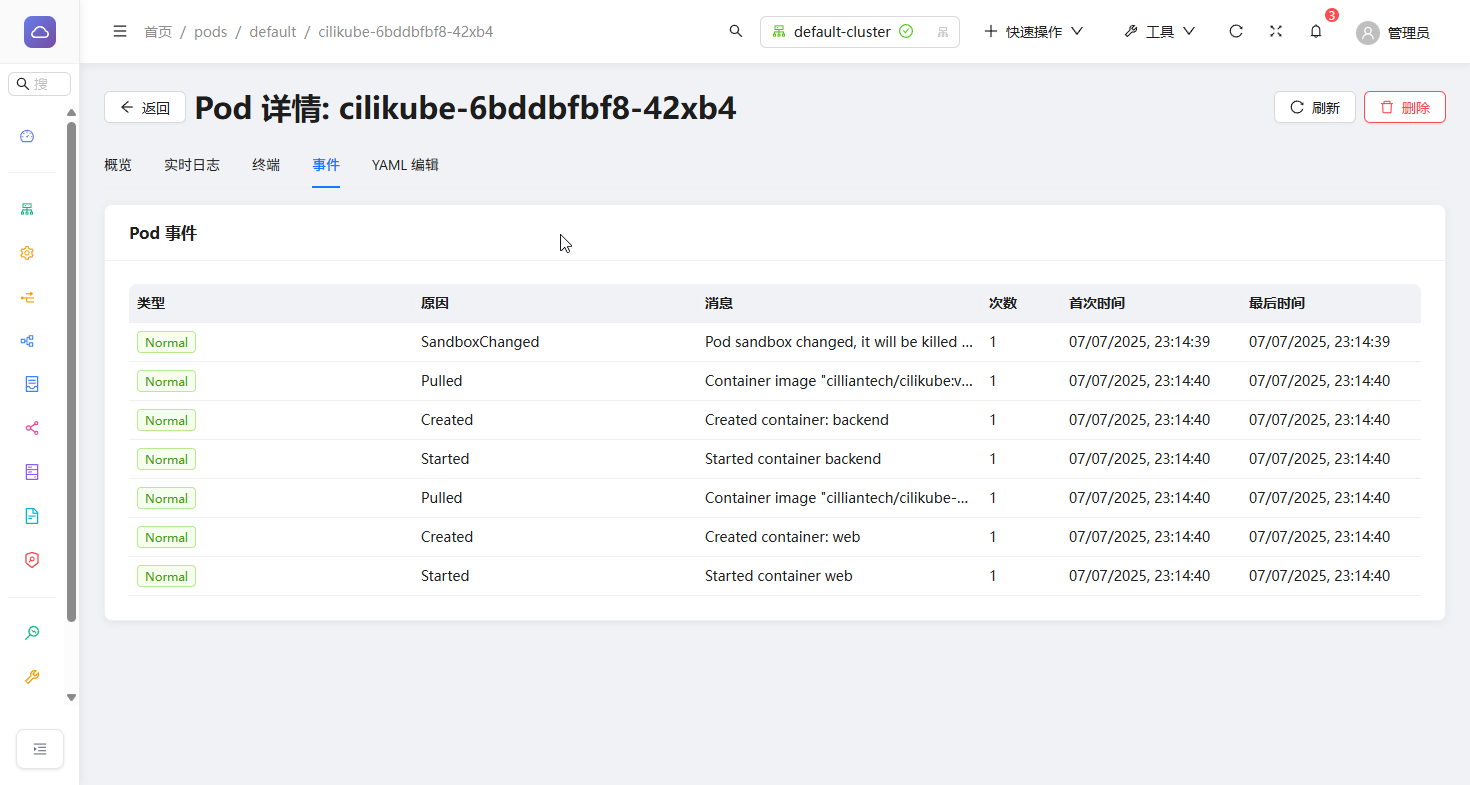 首页 / pods / default / cilikube-6bddbfbf8-42xb4
default-cluster
快速操作
工具
3
管理员
搜
返回
Pod 详情: cilikube-6bddbfbf8-42xb4
刷新
删除
概览 实时日志 终端 事件 YAML 编辑
Pod 事件
类型 原因 消息 次数 首次时间 最后时间
Normal SandboxChanged Pod sandbox changed, it will be killed ... 1 07/07/2025, 23:14:39 07/07/2025, 23:14:39
Normal Pulled Container image "cilliantech/cilikube:v... 1 07/07/2025, 23:14:40 07/07/2025, 23:14:40
Normal Created Created container: backend 1 07/07/2025, 23:14:40 07/07/2025, 23:14:40
Normal Started Started container backend 1 07/07/2025, 23:14:40 07/07/2025, 23:14:40
Normal Pulled Container image "cilliantech/cilikube-... 1 07/07/2025, 23:14:40 07/07/2025, 23:14:40
Normal Created Created container: web 1 07/07/2025, 23:14:40 07/07/2025, 23:14:40
Normal Started Started container web 1 07/07/2025, 23:14:40 07/07/2025, 23:14:40